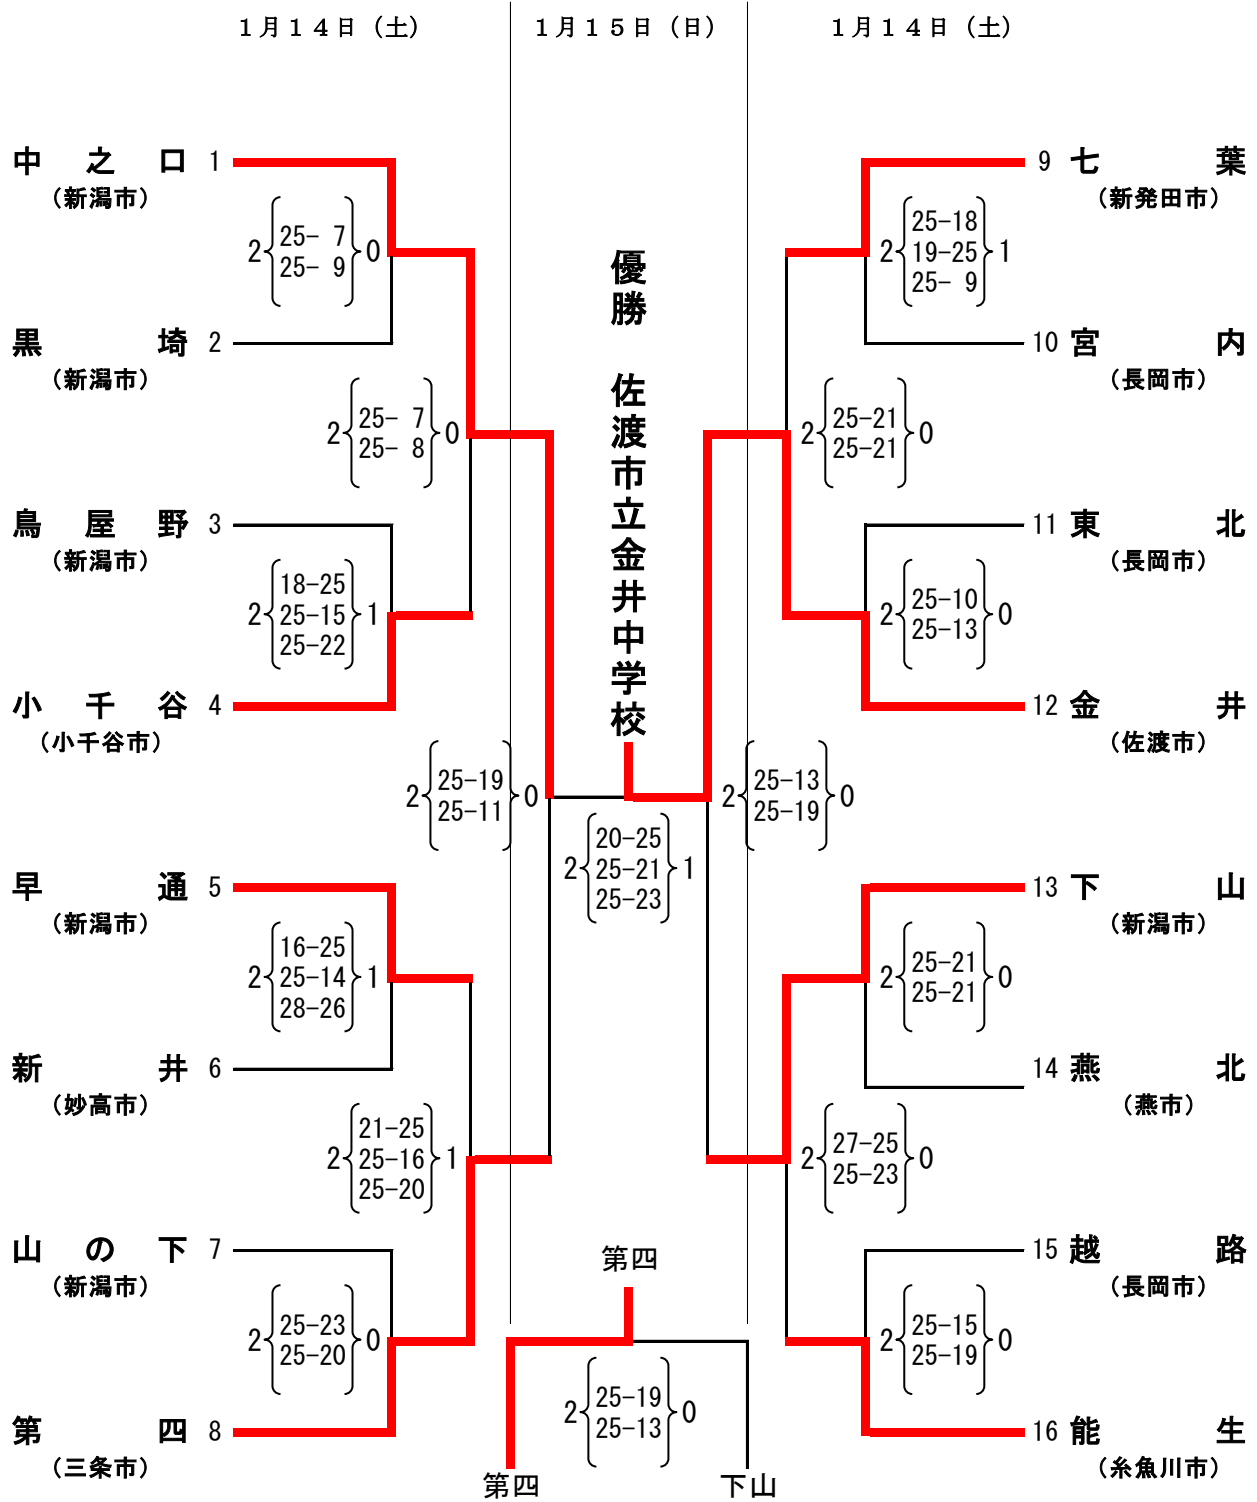 1月14日（土）
1月15日（日）
1月14日（土）
中之口 1
（新潟市）
2 25- 7 0
25- 9
黒埼 2
（新潟市）
2 25- 7 0
25- 8
鳥屋野 3
（新潟市）
18-25
2 25-15 1
25-22
小千谷 4
（小千谷市）
2 25-19 0
25-11
早通 5
（新潟市）
16-25
2 25-14 1
28-26
新井 6
（妙高市）
21-25
2 25-16 1
25-20
山の下 7
（新潟市）
2 25-23 0
25-20
第四 8
（三条市）
優勝　佐渡市立金井中学校
20-25
2 25-21 1
25-23
第四
2 25-19 0
25-13
第四
下山
9 七葉
（新発田市）
25-18
2 19-25 1
25- 9
10 宮内
（長岡市）
2 25-21 0
25-21
11 東北
（長岡市）
2 25-10 0
25-13
12 金井
（佐渡市）
2 25-13 0
25-19
13 下山
（新潟市）
2 25-21 0
25-21
14 燕北
（燕市）
2 27-25 0
25-23
15 越路
（長岡市）
2 25-15 0
25-19
16 能生
（糸魚川市）